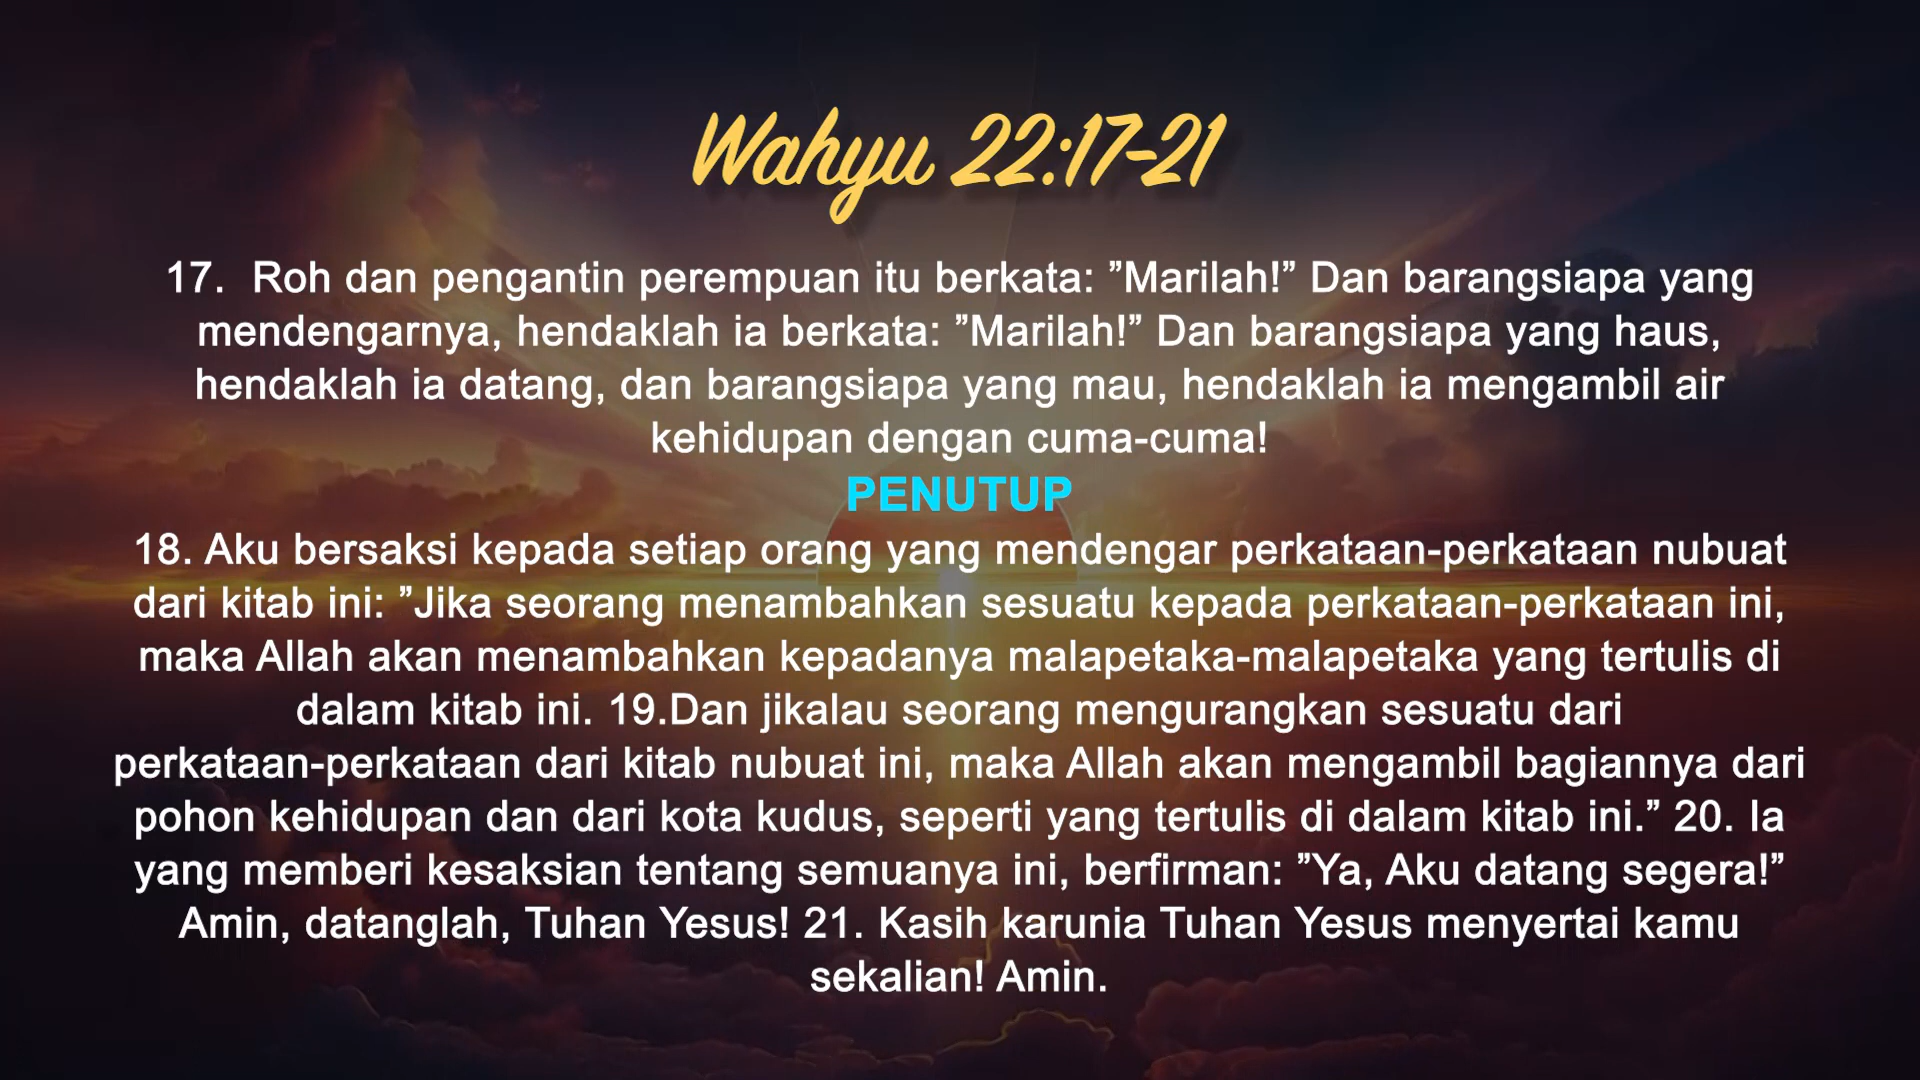 Wahyu 22:17-21
17.  Roh dan pengantin perempuan itu berkata: ”Marilah!” Dan barangsiapa yang
mendengarnya, hendaklah ia berkata: ”Marilah!” Dan barangsiapa yang haus,
hendaklah ia datang, dan barangsiapa yang mau, hendaklah ia mengambil air
kehidupan dengan cuma-cuma!
PENUTUP
18. Aku bersaksi kepada setiap orang yang mendengar perkataan-perkataan nubuat
dari kitab ini: ”Jika seorang menambahkan sesuatu kepada perkataan-perkataan ini,
maka Allah akan menambahkan kepadanya malapetaka-malapetaka yang tertulis di
dalam kitab ini. 19.Dan jikalau seorang mengurangkan sesuatu dari
perkataan-perkataan dari kitab nubuat ini, maka Allah akan mengambil bagiannya dari
pohon kehidupan dan dari kota kudus, seperti yang tertulis di dalam kitab ini.” 20. Ia
yang memberi kesaksian tentang semuanya ini, berfirman: ”Ya, Aku datang segera!”
Amin, datanglah, Tuhan Yesus! 21. Kasih karunia Tuhan Yesus menyertai kamu
sekalian! Amin.